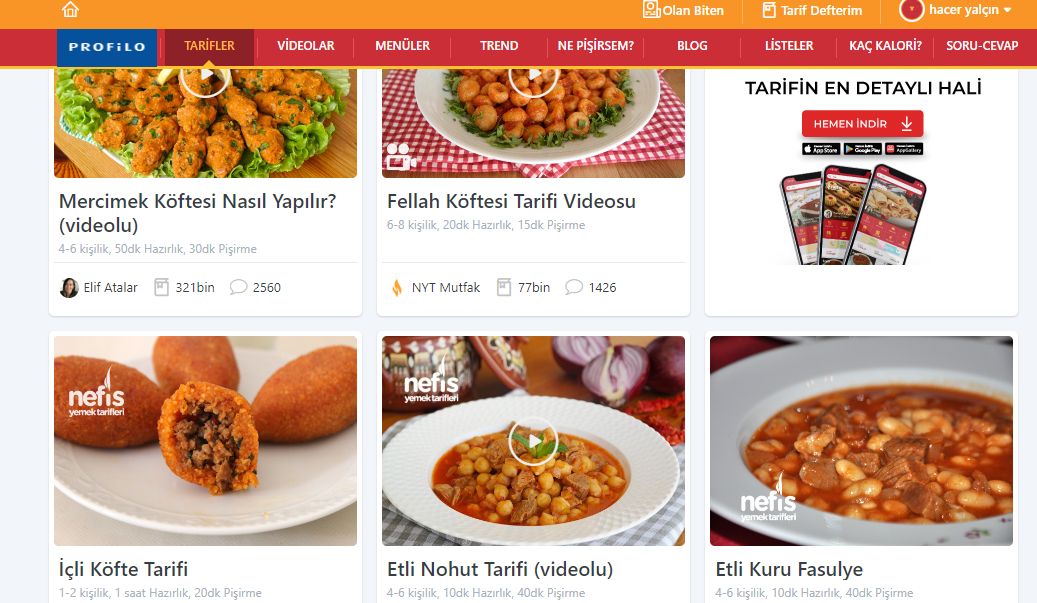 Olan Biten
Tarif Defterim
hacer yalçın
PROFiLO
TARİFLER
VİDEOLAR
MENÜLER
TREND
NE PİŞİRSEM?
BLOG
LİSTELER
KAÇ KALORİ?
SORU-CEVAP
Mercimek Köftesi Nasıl Yapılır?
(videolu)
4-6 kişilik, 50dk Hazırlık, 30dk Pişirme
Elif Atalar
321bin
2560
Fellah Köftesi Tarifi Videosu
6-8 kişilik, 20dk Hazırlık, 15dk Pişirme
NYT Mutfak
77bin
1426
TARİFİN EN DETAYLI HALİ
HEMEN İNDİR
App Store
Google Play
AppGallery
nefis
yemek tarifleri
İçli Köfte Tarifi
1-2 kişilik, 1 saat Hazırlık, 20dk Pişirme
nefis
yemek tarifleri
Etli Nohut Tarifi (videolu)
4-6 kişilik, 10dk Hazırlık, 40dk Pişirme
nefis
yemek tarifleri
Etli Kuru Fasulye
4-6 kişilik, 10dk Hazırlık, 40dk Pişirme